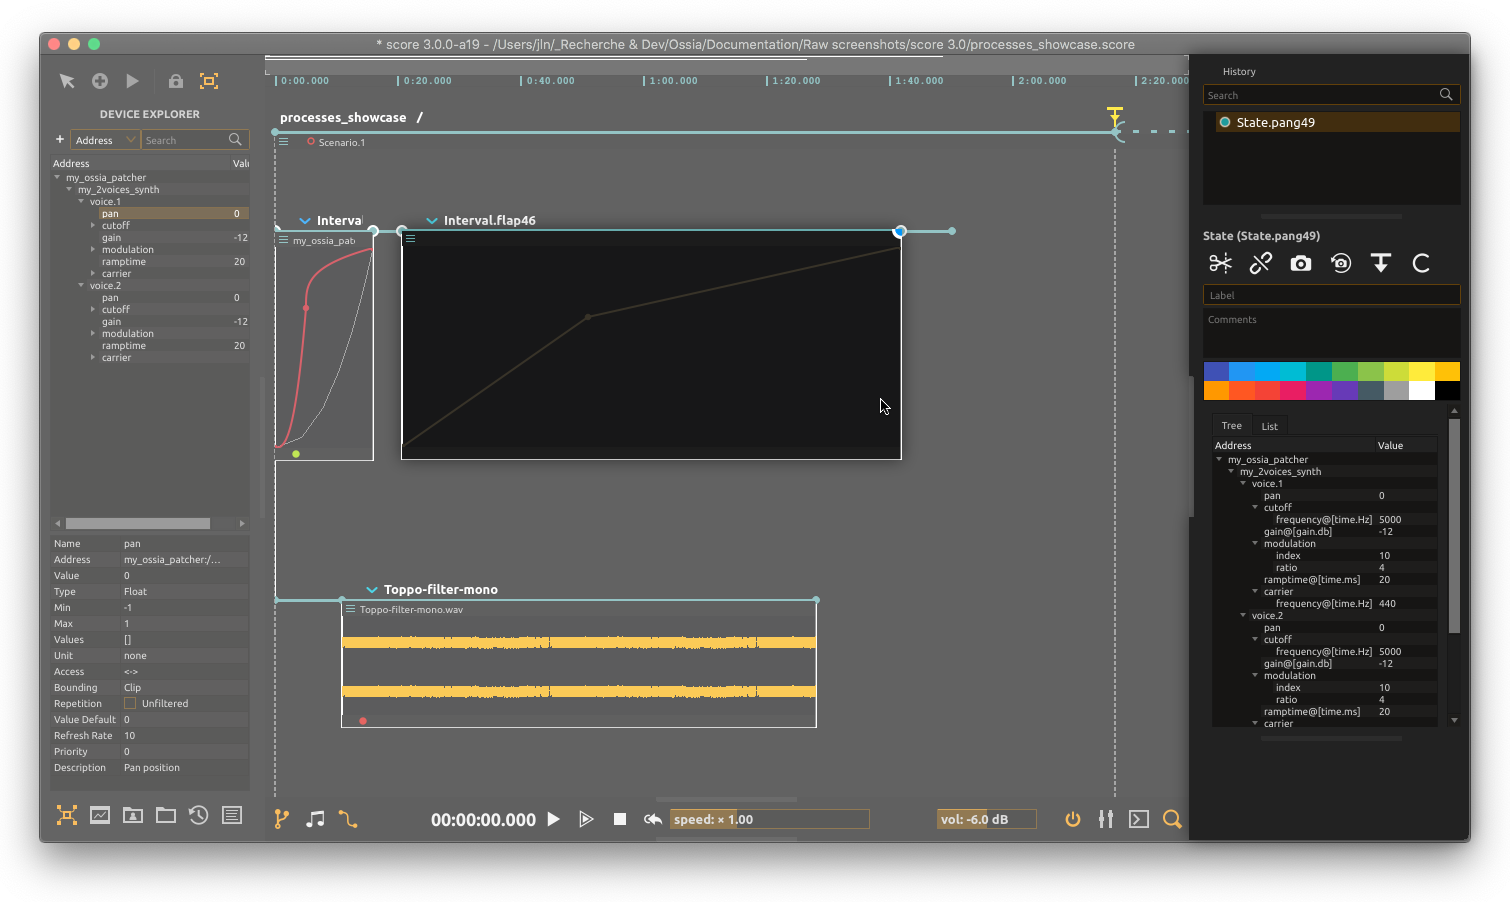 * score 3.0.0-a19 - /Users/jln/_Recherche & Dev/Ossia/Documentation/Raw screenshots/score 3.0/processes_showcase.score
DEVICE EXPLORER
+ Address Search
Address Valu
my_ossia_patcher
my_2voices_synth
voice.1
pan 0
cutoff
gain -12
modulation
ramptime 20
carrier
voice.2
pan 0
cutoff
gain -12
modulation
ramptime 20
carrier
Name pan
Address my_ossia_patcher:/...
Value 0
Type Float
Min -1
Max 1
Values []
Unit none
Access <->
Bounding Clip
Repetition Unfiltered
Value Default 0
Refresh Rate 10
Priority 0
Description Pan position
0:00.000 0:20.000 0:40.000 1:00.000 1:20.000 1:40.000 2:00.000 2:20.000
processes_showcase /
Scenario.1
Interval
my_ossia_patc
Interval.flap46
Toppo-filter-mono
Toppo-filter-mono.wav
00:00:00.000
speed: × 1.00
vol: -6.0 dB
History
Search
State.pang49
State (State.pang49)
Label
Comments
Tree List
Address Value
my_ossia_patcher
my_2voices_synth
voice.1
pan 0
cutoff
frequency@[time.Hz] 5000
gain@[gain.db] -12
modulation
index 10
ratio 4
ramptime@[time.ms] 20
carrier
frequency@[time.Hz] 440
voice.2
pan 0
cutoff
frequency@[time.Hz] 5000
gain@[gain.db] -12
modulation
index 10
ratio 4
ramptime@[time.ms] 20
carrier